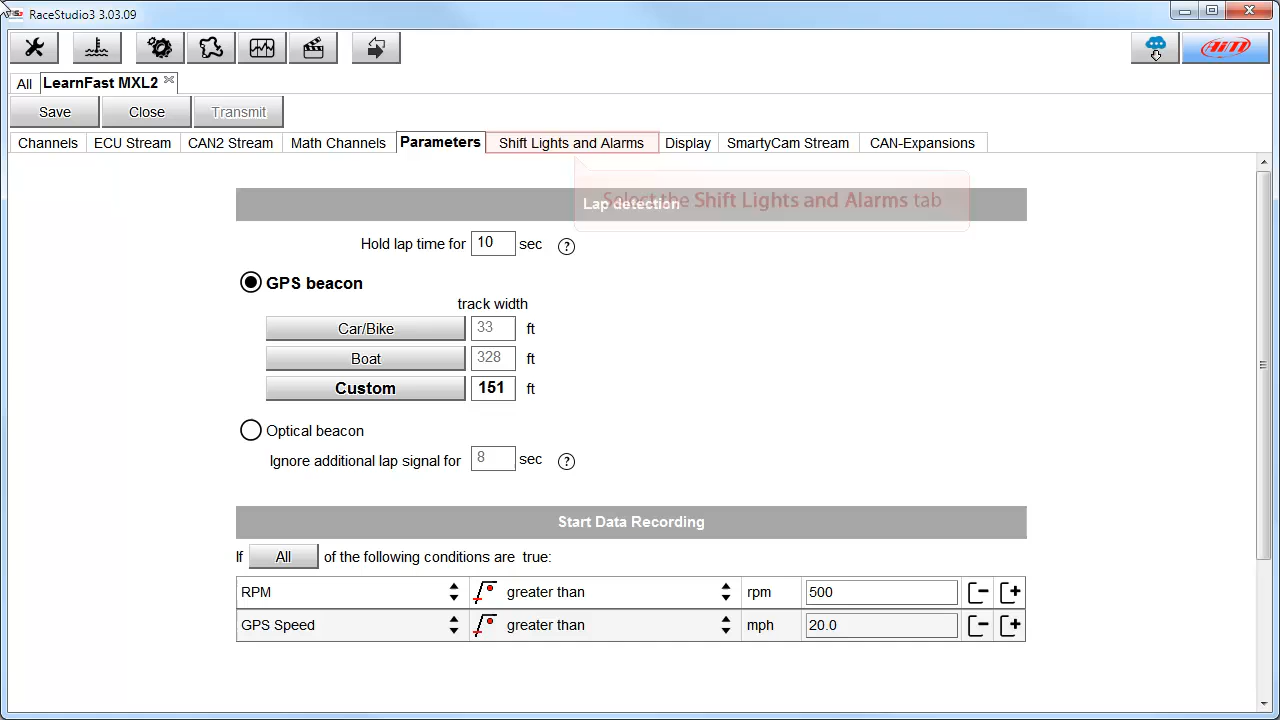 RaceStudio3 3.03.09
AiM
All LearnFast MXL2
Save Close Transmit
Channels ECU Stream CAN2 Stream Math Channels Parameters Shift Lights and Alarms Display SmartyCam Stream CAN-Expansions
Select the Shift Lights and Alarms tab
Lap detection
Hold lap time for 10 sec ?
GPS beacon
track width
Car/Bike 33 ft
Boat 328 ft
Custom 151 ft
Optical beacon
Ignore additional lap signal for 8 sec ?
Start Data Recording
If All of the following conditions are true:
RPM greater than rpm 500
GPS Speed greater than mph 20.0